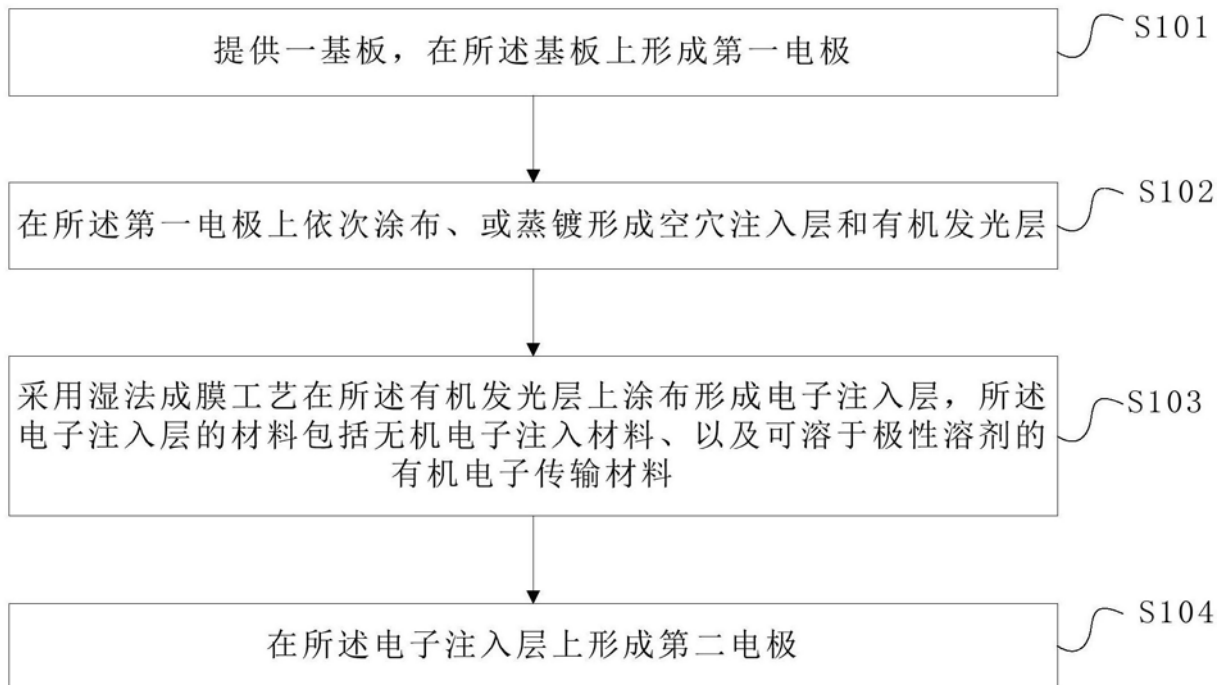 提供一基板，在所述基板上形成第一电极
S101
在所述第一电极上依次涂布、或蒸镀形成空穴注入层和有机发光层
S102
采用湿法成膜工艺在所述有机发光层上涂布形成电子注入层，所述
电子注入层的材料包括无机电子注入材料、以及可溶于极性溶剂的
有机电子传输材料
S103
在所述电子注入层上形成第二电极
S104